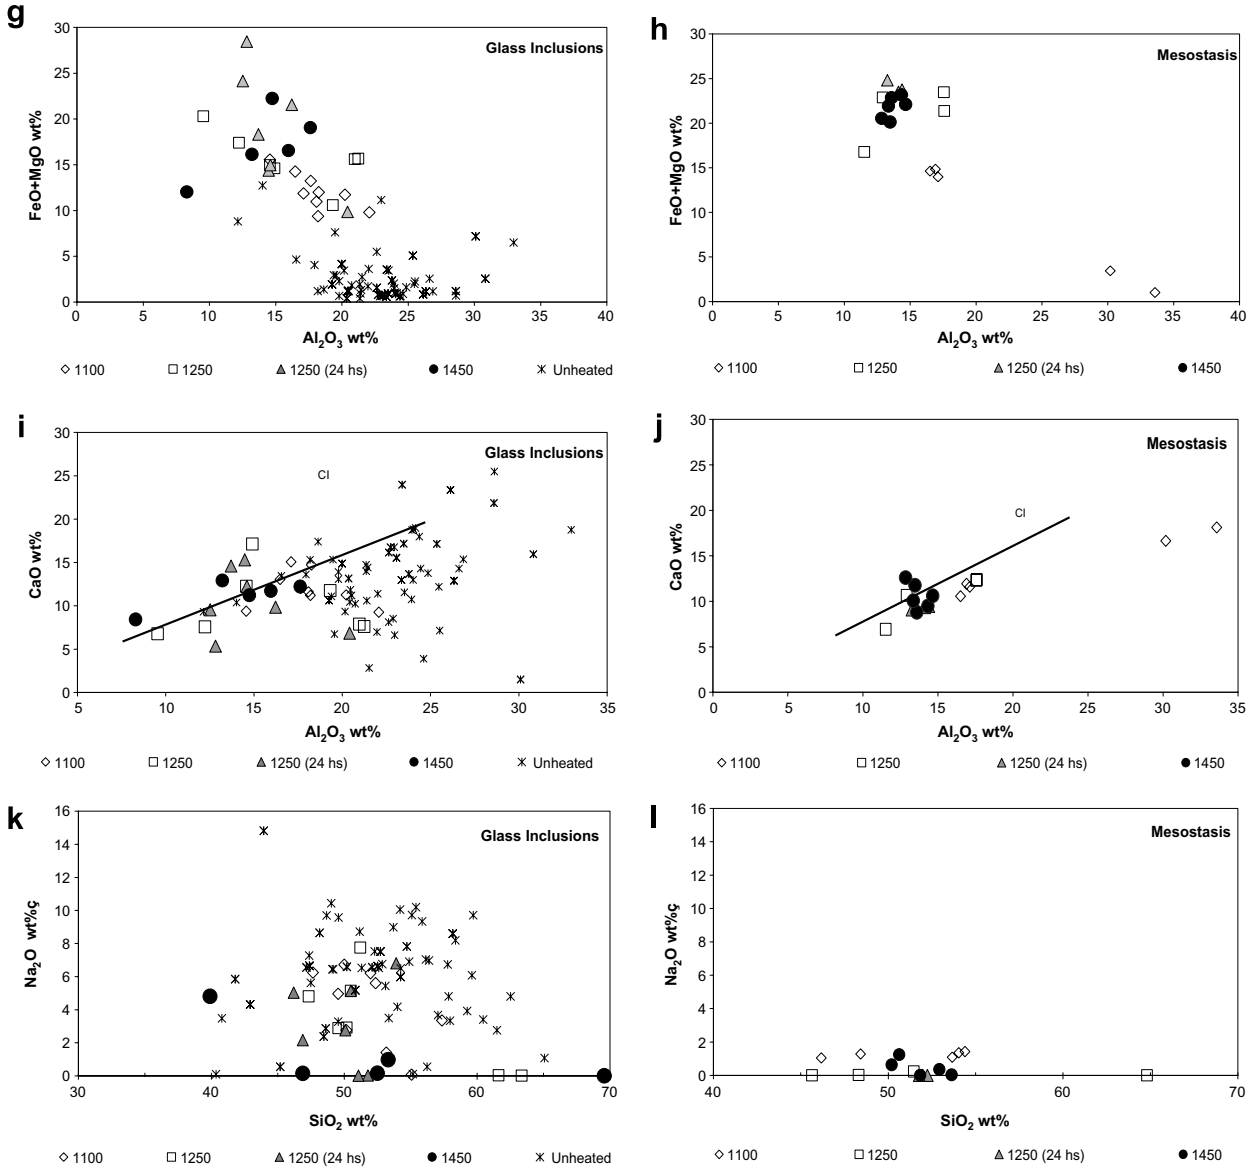 g
30
25
20
15
10
5
0
FeO+MgO wt%
Glass Inclusions
0 5 10 15 20 25 30 35 40
Al₂O₃ wt%
1100 1250 1250 (24 hs) 1450 Unheated
h
30
25
20
15
10
5
0
FeO+MgO wt%
Mesostasis
0 5 10 15 20 25 30 35 40
Al₂O₃ wt%
1100 1250 1250 (24 hs) 1450
i
30
25
20
15
10
5
0
CaO wt%
Glass Inclusions
CI
5 10 15 20 25 30 35
Al₂O₃ wt%
1100 1250 1250 (24 hs) 1450 Unheated
j
30
25
20
15
10
5
0
CaO wt%
Mesostasis
CI
0 5 10 15 20 25 30 35
Al₂O₃ wt%
1100 1250 1250 (24 hs) 1450
k
16
14
12
10
8
6
4
2
0
Na₂O wt%ç
Glass Inclusions
30 40 50 60 70
SiO₂ wt%
1100 1250 1250 (24 hs) 1450 Unheated
l
16
14
12
10
8
6
4
2
0
Na₂O wt%ç
Mesostasis
40 50 60 70
SiO₂ wt%
1100 1250 1250 (24 hs) 1450